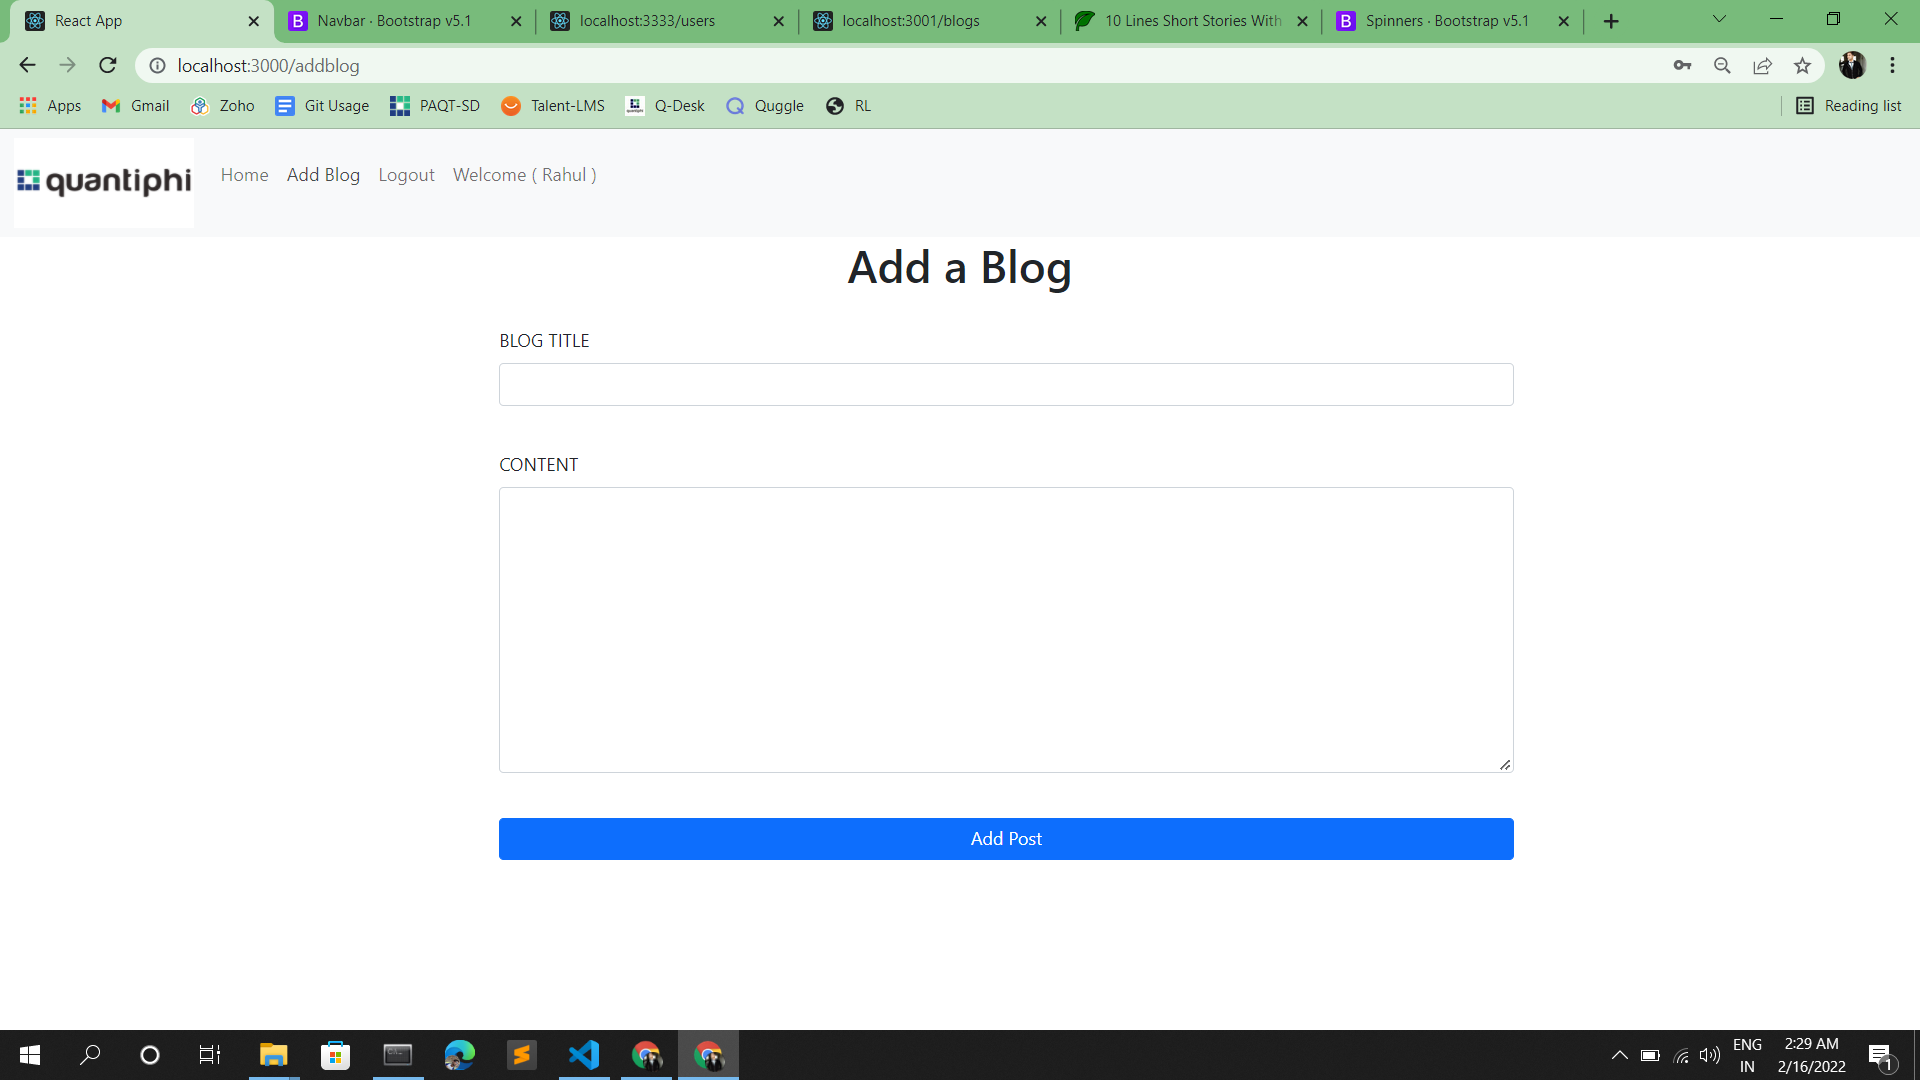 React App
Navbar · Bootstrap v5.1
localhost:3333/users
localhost:3001/blogs
10 Lines Short Stories With
Spinners · Bootstrap v5.1
localhost:3000/addblog
Apps
Gmail
Zoho
Git Usage
PAQT-SD
Talent-LMS
Q-Desk
Quggle
RL
Reading list
quantiphi
Home
Add Blog
Logout
Welcome ( Rahul )
Add a Blog
BLOG TITLE
CONTENT
Add Post
ENG
IN
2:29 AM
2/16/2022
1